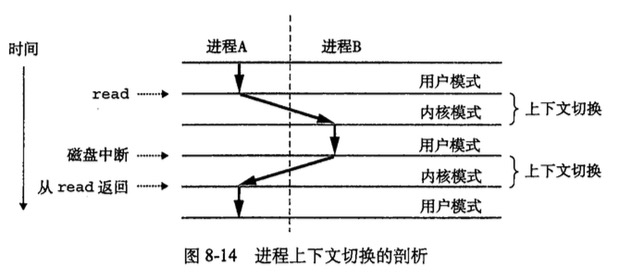 时间
进程A 进程B
用户模式
read
内核模式 上下文切换
用户模式
磁盘中断
内核模式 上下文切换
从 read 返回
用户模式
图 8-14 进程上下文切换的剖析